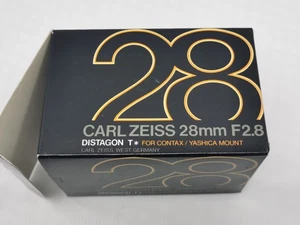 28
CARL ZEISS 28mm F2.8
DISTAGON T* FOR CONTAX / YASHICA MOUNT
CARL ZEISS, WEST GERMANY
28